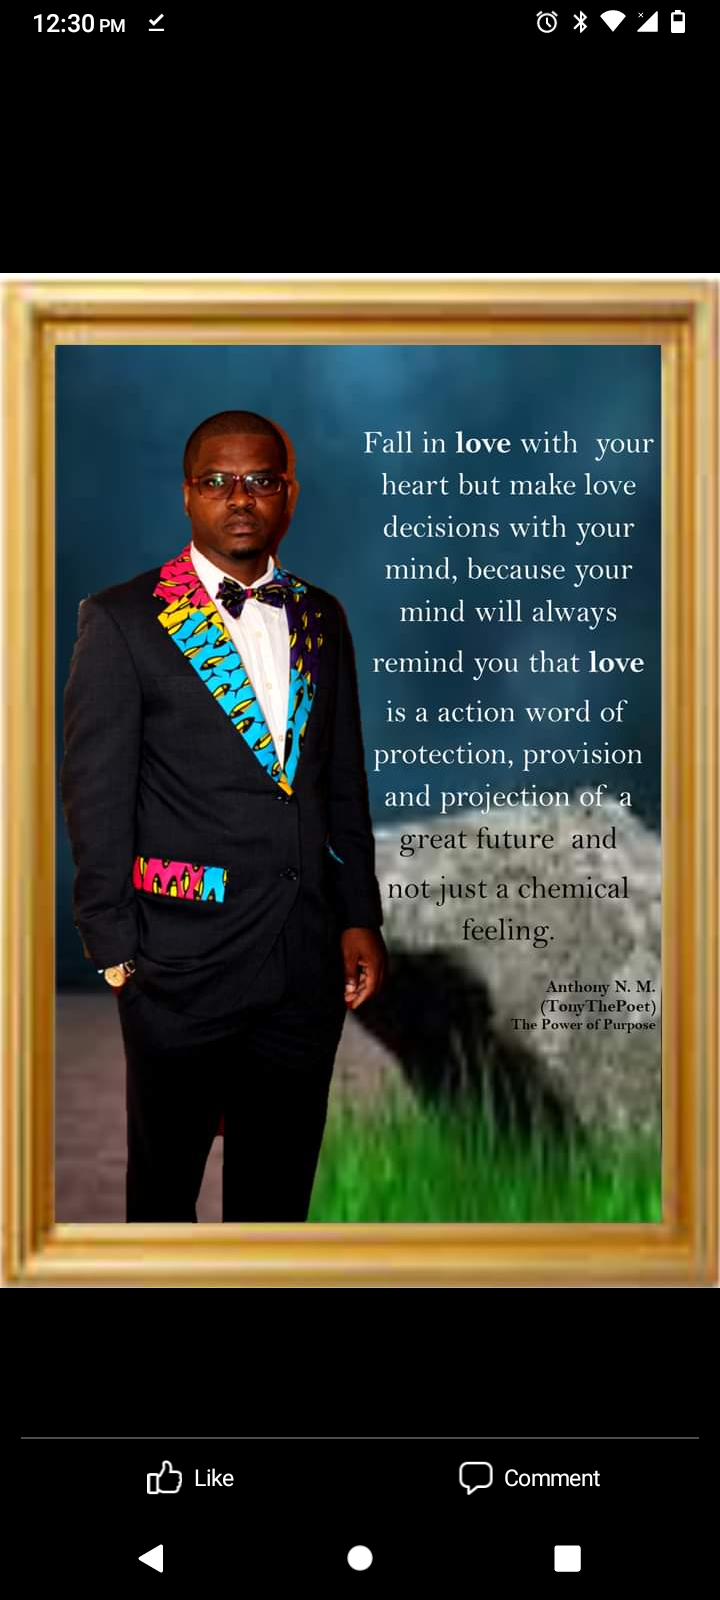 12:30 PM
Fall in love with your
heart but make love
decisions with your
mind, because your
mind will always
remind you that love
is a action word of
protection, provision
and projection of a
great future and
not just a chemical
feeling.
Anthony N. M.
(TonyThePoet)
The Power of Purpose
Like
Comment